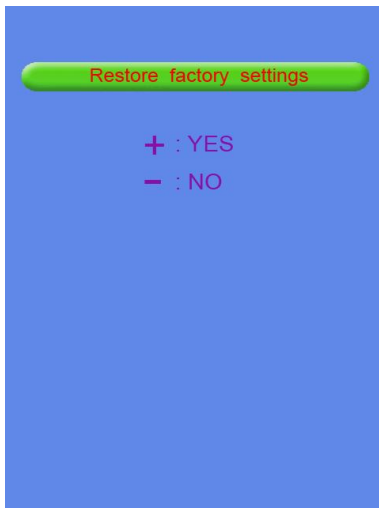 Restore factory settings
+ : YES
- : NO